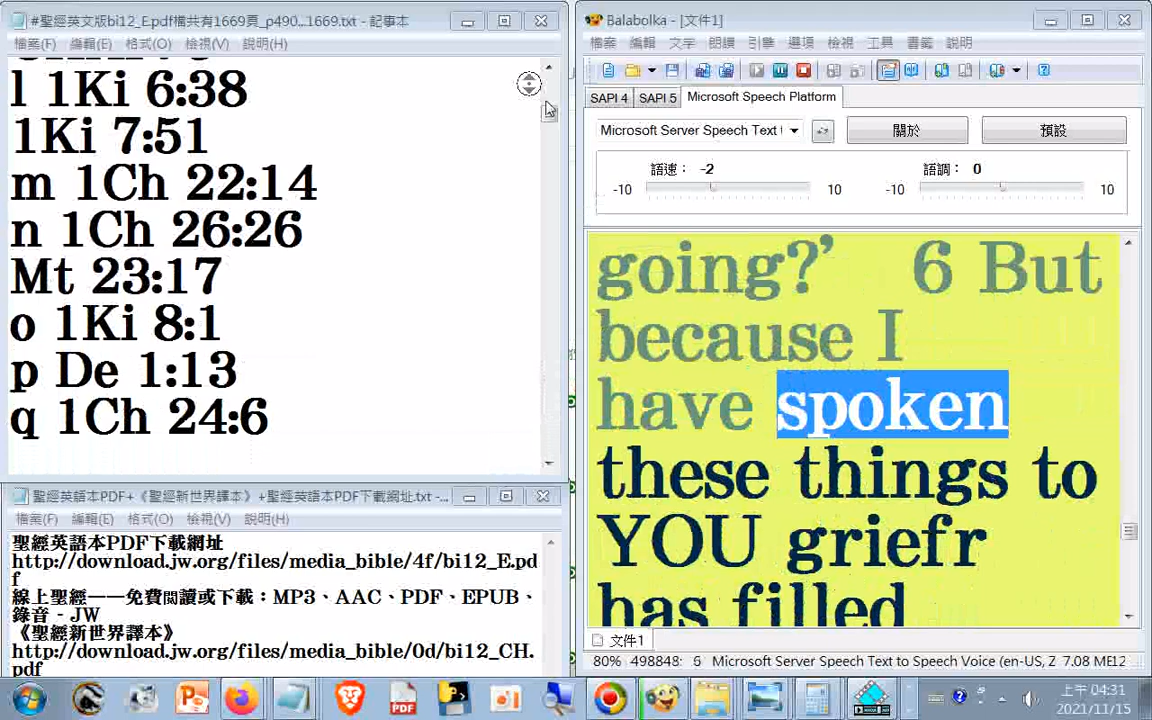 #聖經英文版bi12_Epdf檔共有1669頁_p490...1669.txt - 記事本
檔案(F) 編輯(E) 格式(O) 檢視(V) 說明(H)
l 1Ki 6:38
1Ki 7:51
m 1Ch 22:14
n 1Ch 26:26
Mt 23:17
o 1Ki 8:1
p De 1:13
q 1Ch 24:6
聖經英語本PDF+《聖經新世界譯本》+聖經英語本PDF下載網址.txt -...
檔案(F) 編輯(E) 格式(O) 檢視(V) 說明(H)
聖經英語本PDF下載網址
http://download.jw.org/files/media_bible/4f/bi12_E.pd
f
線上聖經——免費閱讀或下載：MP3、AAC、PDF、EPUB、
錄音 - JW
《聖經新世界譯本》
http://download.jw.org/files/media_bible/0d/bi12_CH.
pdf
Balabolka - [文件1]
檔案 編輯 文字 朗讀 引擎 選項 檢視 工具 書籤 說明
SAPI 4 SAPI 5 Microsoft Speech Platform
Microsoft Server Speech Text 關於 預設
語速： -2 語調： 0
-10 10 -10 10
going?’ 6 But
because I
have spoken
these things to
YOU griefr
has filled
文件1
80% 498848: 6 Microsoft Server Speech Text to Speech Voice (en-US, Z 7.08 ME12
PDF
上午 04:31
2021/11/15